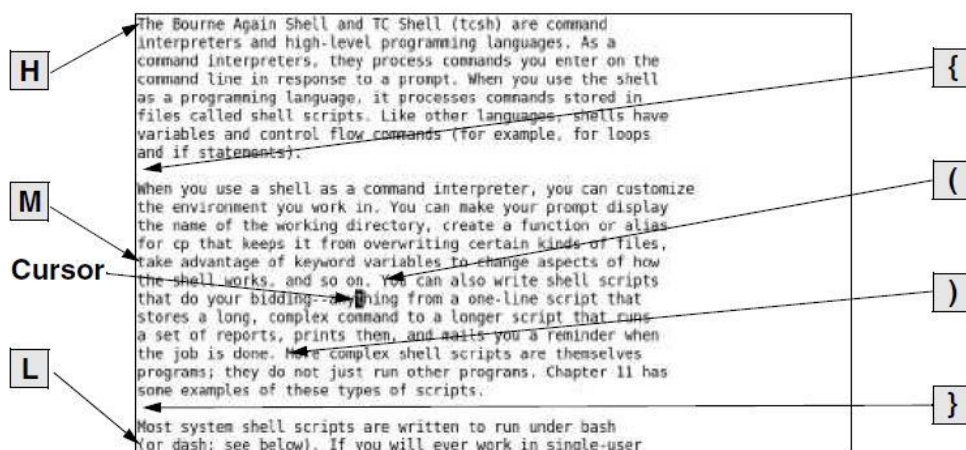 The Bourne Again Shell and TC Shell (tcsh) are command
interpreters and high-level programming languages. As a
command interpreters, they process commands you enter on the
command line in response to a prompt. When you use the shell
as a programming language, it processes commands stored in
files called shell scripts. Like other languages, shells have
variables and control flow commands (for example, for loops
and if statements).
When you use a shell as a command interpreter, you can customize
the environment you work in. You can make your prompt display
the name of the working directory, create a function or alias
for cp that keeps it from overwriting certain kinds of files,
take advantage of keyword variables to change aspects of how
the shell works, and so on. You can also write shell scripts
that do your bidding--anything from a one-line script that
stores a long, complex command to a longer script that runs
a set of reports, prints them, and mails you a reminder when
the job is done. More complex shell scripts are themselves
programs; they do not just run other programs. Chapter 11 has
some examples of these types of scripts.
Most system shell scripts are written to run under bash
(or dash; see below). If you will ever work in single-user
H
M
Cursor
L
{
(
)
}